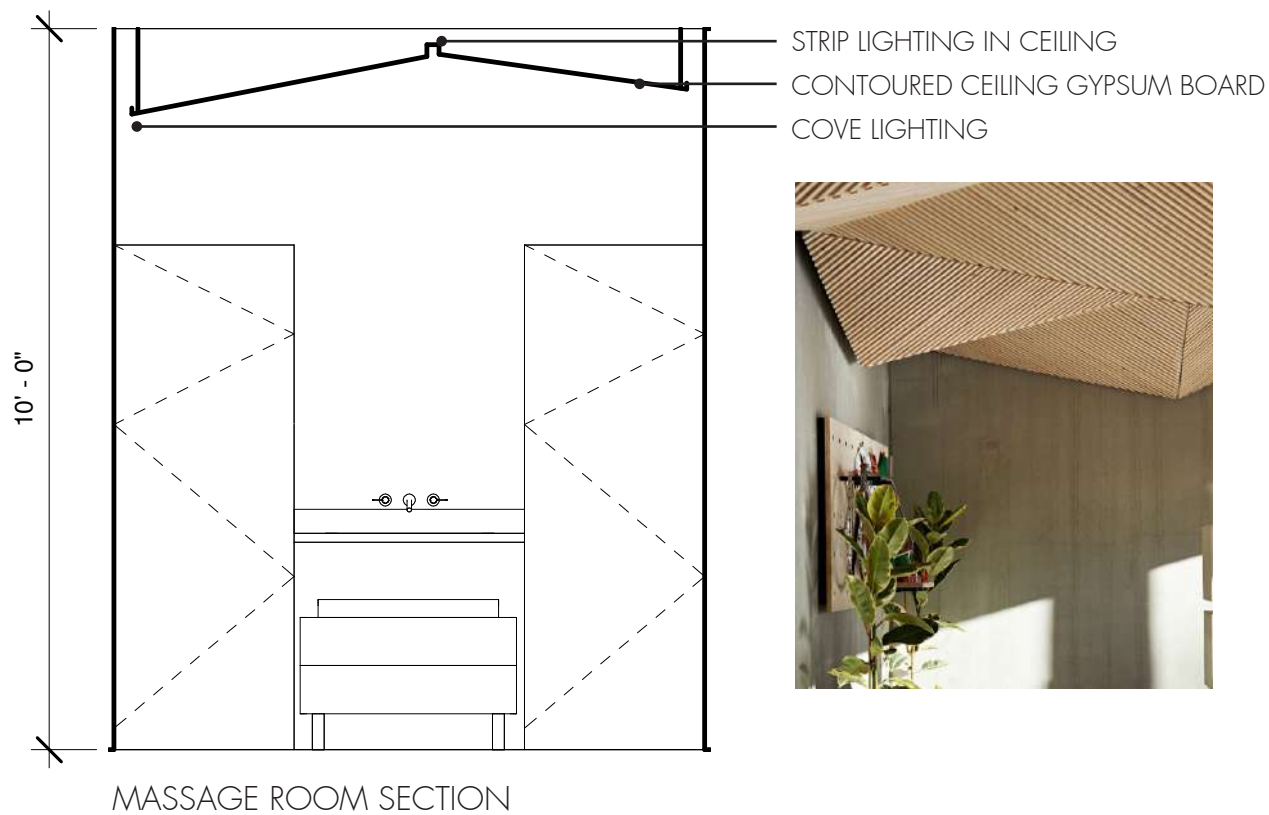 STRIP LIGHTING IN CEILING
CONTOURED CEILING GYPSUM BOARD
COVE LIGHTING
10' - 0"
MASSAGE ROOM SECTION